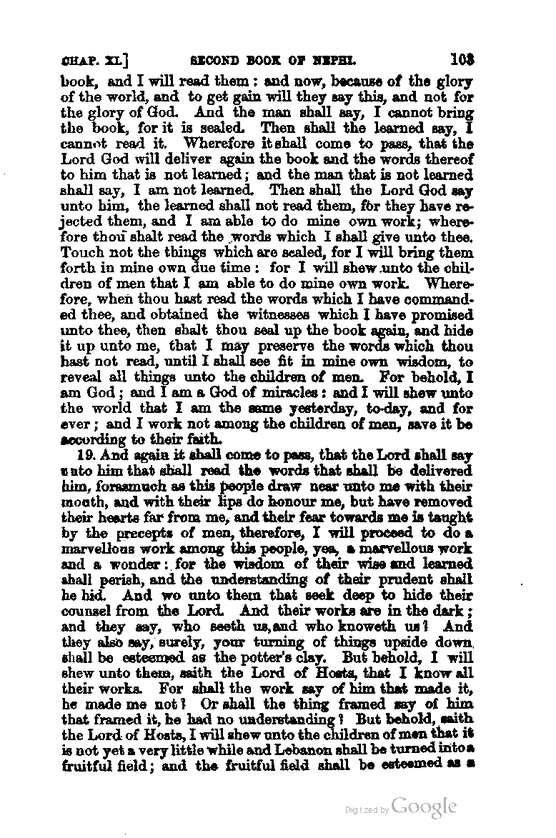 CHAP. XL]	SECOND BOOK OF NEPHI.	103
book, and I will read them : and now, because of the glory
of the world, and to get gain will they say this, and not for
the glory of God. And the man shall say, I cannot bring
the book, for it is sealed. Then shall the learned say, I
cannot read it. Wherefore it shall come to pass, that the
Lord God will deliver again the book and the words thereof
to him that is not learned; and the man that is not learned
shall say, I am not learned. Then shall the Lord God say
unto him, the learned shall not read them, for they have re-
jected them, and I am able to do mine own work; where-
fore thou shalt read the words which I shall give unto thee.
Touch not the things which are sealed, for I will bring them
forth in mine own due time : for I will shew unto the chil-
dren of men that I am able to do mine own work. Where-
fore, when thou hast read the words which I have command-
ed thee, and obtained the witnesses which I have promised
unto thee, then shalt thou seal up the book again, and hide
it up unto me, that I may preserve the words which thou
hast not read, until I shall see fit in mine own wisdom, to
reveal all things unto the children of men. For behold, I
am God; and I am a God of miracles : and I will shew unto
the world that I am the same yesterday, to-day, and for
ever; and I work not among the children of men, save it be
according to their faith.
19. And again it shall come to pass, that the Lord shall say
unto him that shall read the words that shall be delivered
him, forasmuch as this people draw near unto me with their
mouth, and with their lips do honour me, but have removed
their hearts far from me, and their fear towards me is taught
by the precepts of men, therefore, I will proceed to do a
marvellous work among this people, yea, a marvellous work
and a wonder: for the wisdom of their wise and learned
shall perish, and the understanding of their prudent shall
be hid. And wo unto them that seek deep to hide their
counsel from the Lord. And their works are in the dark;
and they say, who seeth us, and who knoweth us? And
they also say, surely, your turning of things upside down,
shall be esteemed as the potter's clay. But behold, I will
shew unto them, saith the Lord of Hosts, that I know all
their works. For shall the work say of him that made it,
he made me not? Or shall the thing framed say of him
that framed it, he had no understanding? But behold, saith
the Lord of Hosts, I will shew unto the children of men that it
is not yet a very little while and Lebanon shall be turned into a
fruitful field; and the fruitful field shall be esteemed as a
Digitized by Google